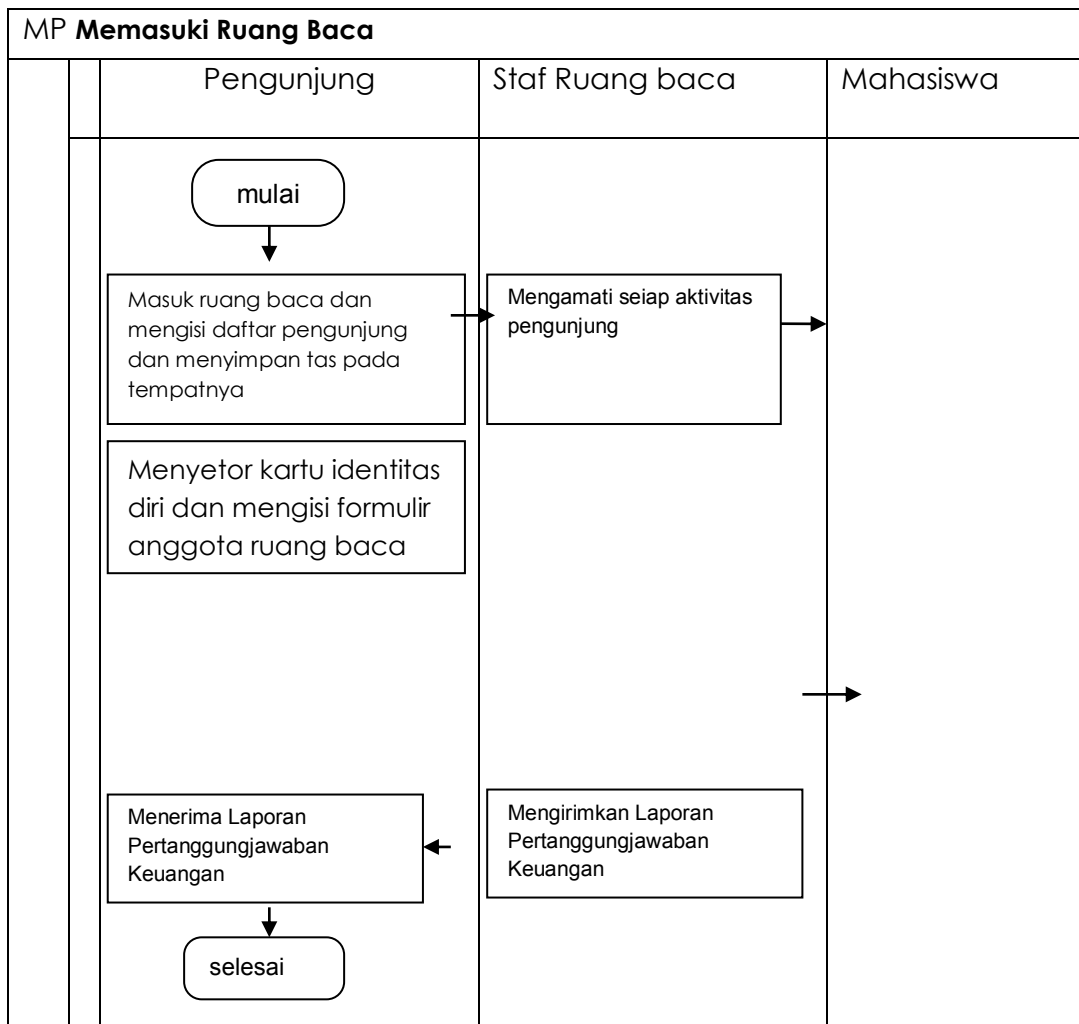 MP Memasuki Ruang Baca
Pengunjung
Staf Ruang baca
Mahasiswa
mulai
Masuk ruang baca dan
mengisi daftar pengunjung
dan menyimpan tas pada
tempatnya
Mengamati seiap aktivitas
pengunjung
Menyetor kartu identitas
diri dan mengisi formulir
anggota ruang baca
Menerima Laporan
Pertanggungjawaban
Keuangan
Mengirimkan Laporan
Pertanggungjawaban
Keuangan
selesai